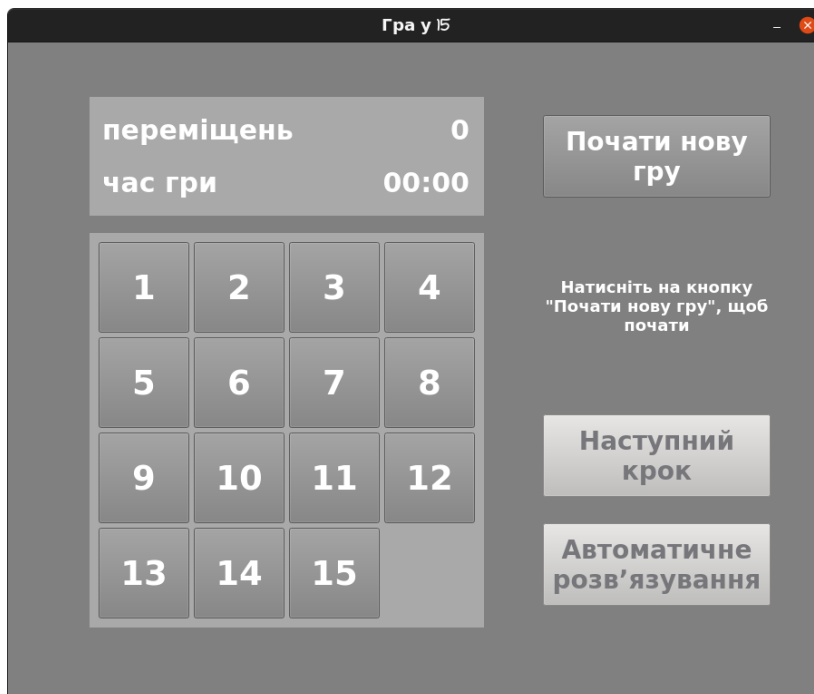 Гра у 15
переміщень 0
час гри 00:00
Почати нову
гру
1 2 3 4
5 6 7 8
9 10 11 12
13 14 15
Натисніть на кнопку
"Почати нову гру", щоб
почати
Наступний
крок
Автоматичне
розв’язування